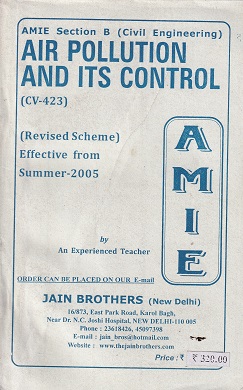 AMIE Section B (Civil Engineering)
AIR POLLUTION
AND ITS CONTROL
(CV-423)
(Revised Scheme)
Effective from
Summer-2005
AMIE
by
An Experienced Teacher
ORDER CAN BE PLACED ON OUR E-mail
JAIN BROTHERS (New Delhi)
16/873, East Park Road, Karol Bagh,
Near Dr. N.C. Joshi Hospital, NEW DELHI-110 005
Phone : 23618426, 45097398
E-mail : jain_bros@hotmail.com
Website : www.thejainbrothers.com
Price : ₹ ₹ 320.00